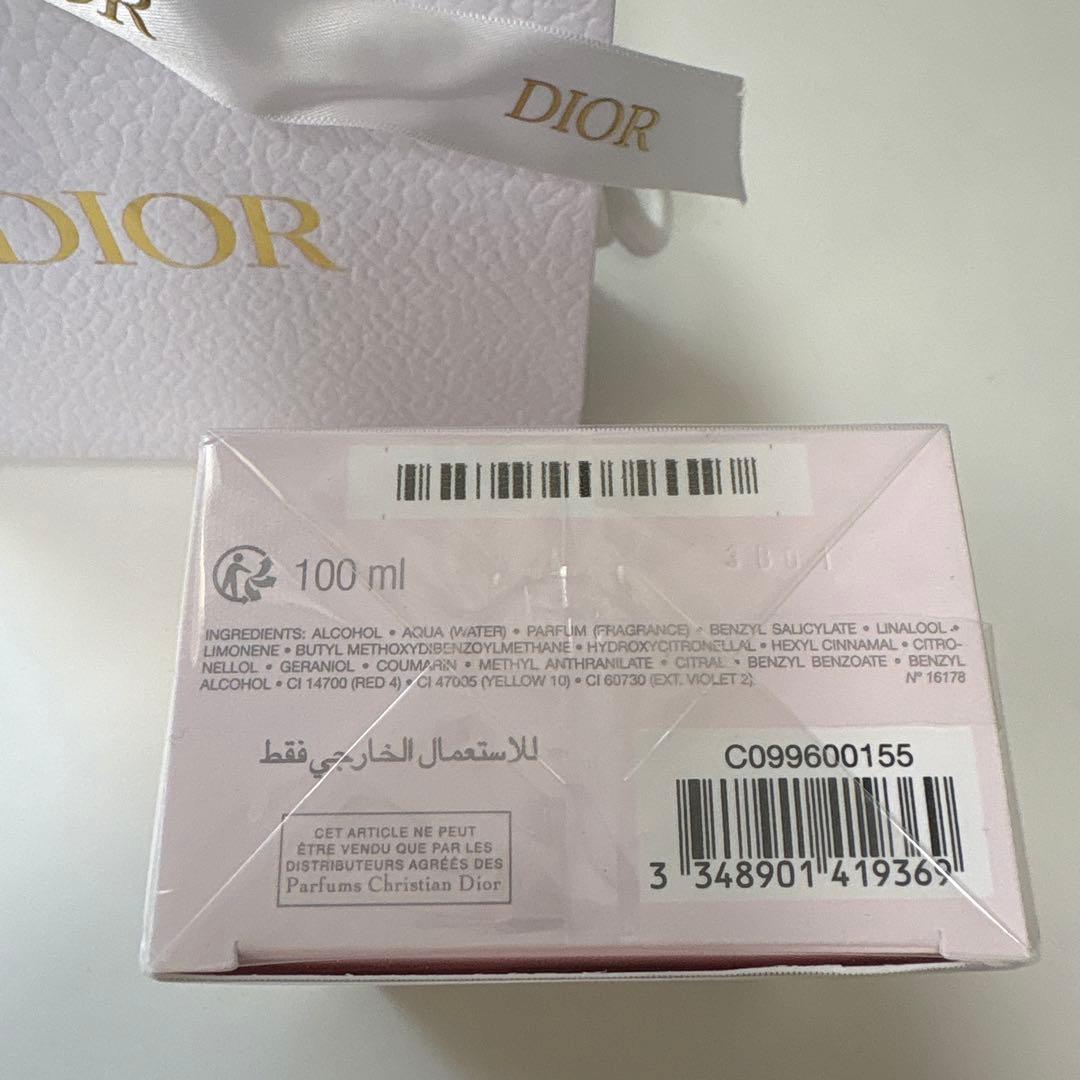 DIOR
DIOR
100 ml
INGREDIENTS: ALCOHOL • AQUA (WATER) • PARFUM (FRAGRANCE) • BENZYL SALICYLATE • LINALOOL •
LIMONENE • BUTYL METHOXYDIBENZOYLMETHANE • HYDROXYCITRONELLAL • HEXYL CINNAMAL • CITRO-
NELLOL • GERANIOL • COUMARIN • METHYL ANTHRANILATE • CITRAL • BENZYL BENZOATE • BENZYL
ALCOHOL • CI 14700 (RED 4) • CI 47005 (YELLOW 10) • CI 60730 (EXT. VIOLET 2)
N° 16178
للاستعمال الخارجي فقط
C099600155
3 348901 419369
CET ARTICLE NE PEUT
ÊTRE VENDU QUE PAR LES
DISTRIBUTEURS AGRÉÉS DES
Parfums Christian Dior